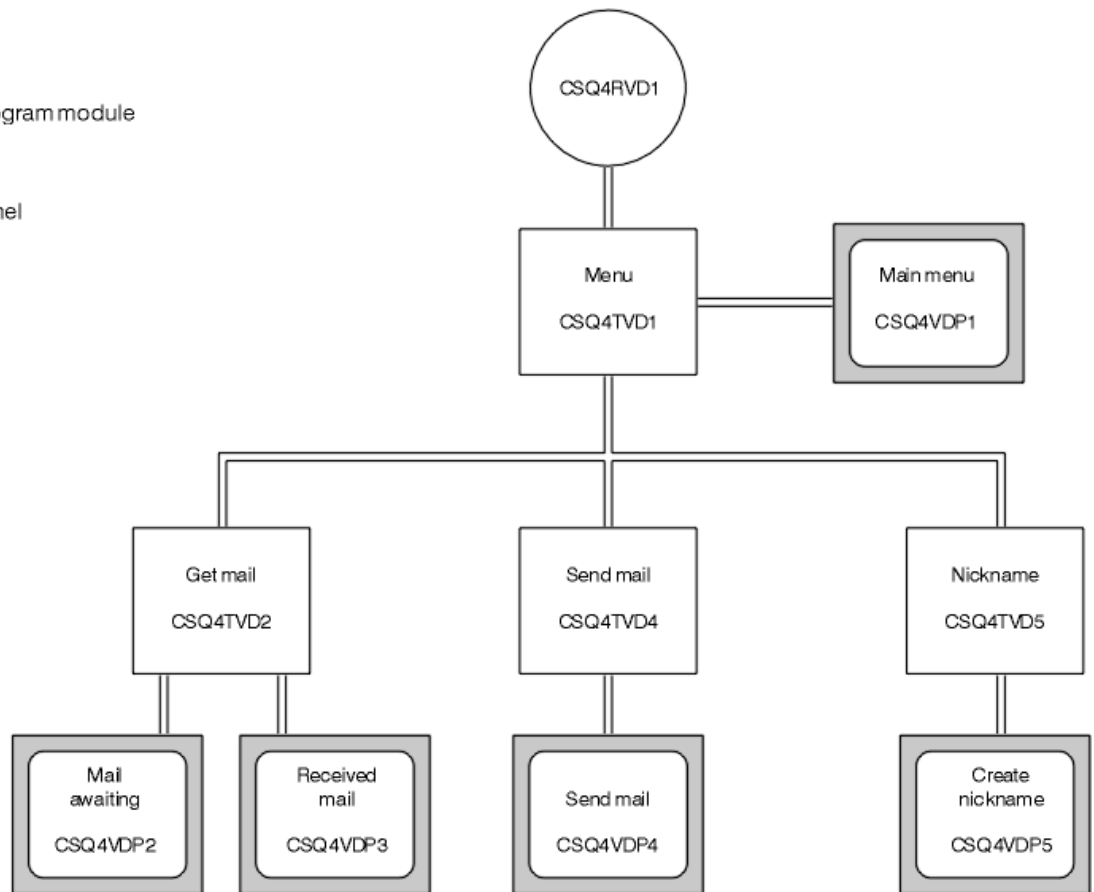 CSQ4RVD1
gram module
nel
Menu
CSQ4TVD1
Main menu
CSQ4VDP1
Get mail
CSQ4TVD2
Send mail
CSQ4TVD4
Nickname
CSQ4TVD5
Mail
awaiting
CSQ4VDP2
Received
mail
CSQ4VDP3
Send mail
CSQ4VDP4
Create
nickname
CSQ4VDP5